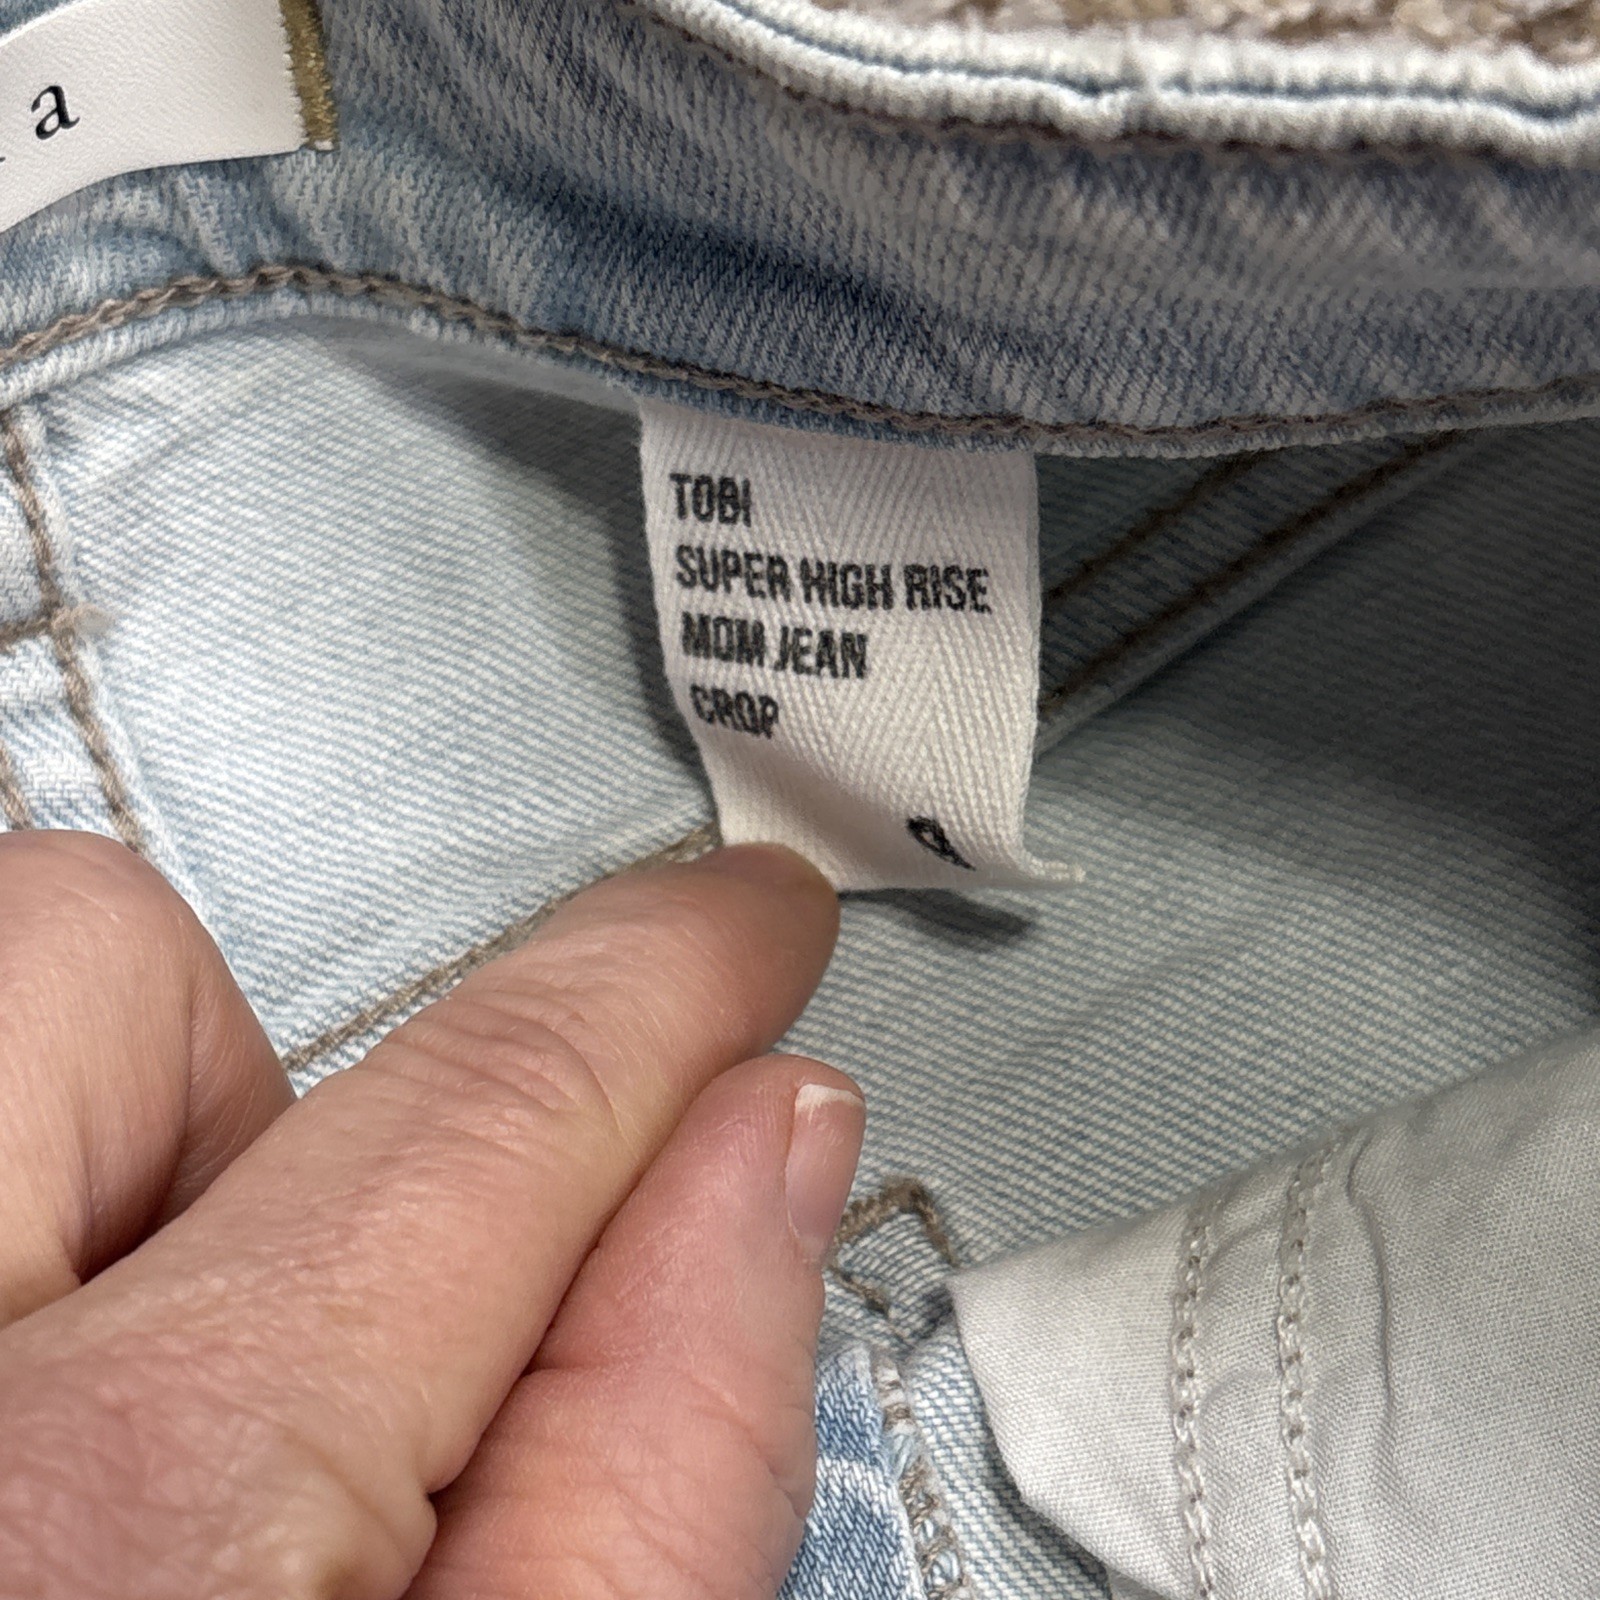 a
TOBI
SUPER HIGH RISE
MOM JEAN
CROP